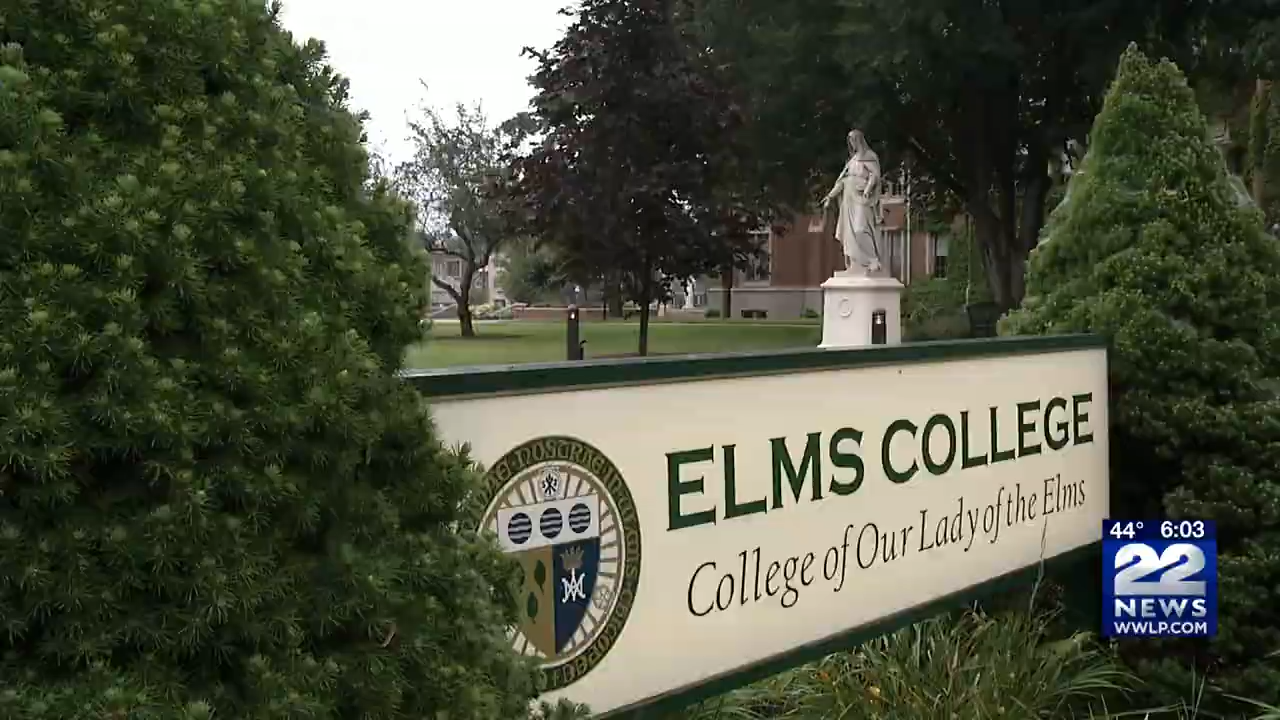 ELMS COLLEGE
College of Our Lady of the Elms
44° 6:03
22
NEWS
WWLP.COM